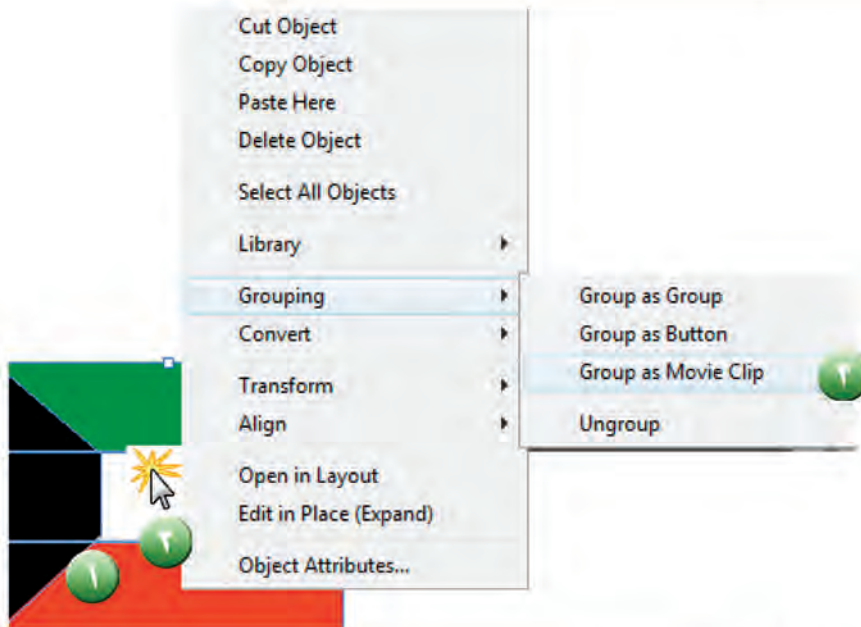 Cut Object
Copy Object
Paste Here
Delete Object
Select All Objects
Library
Grouping
Convert
Transform
Align
Open in Layout
Edit in Place (Expand)
Object Attributes...
Group as Group
Group as Button
Group as Movie Clip
Ungroup
٣
٢
١